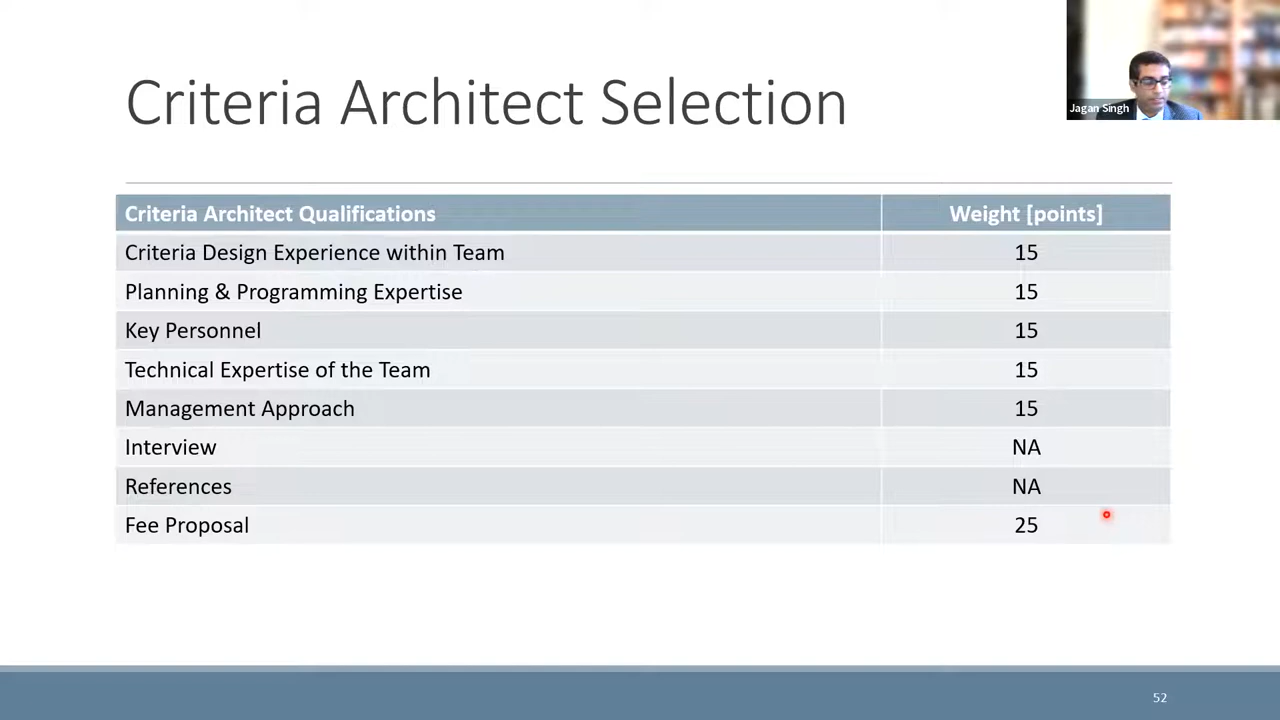 Criteria Architect Selection
Jagan Singh
Criteria Architect Qualifications Weight [points]
Criteria Design Experience within Team 15
Planning & Programming Expertise 15
Key Personnel 15
Technical Expertise of the Team 15
Management Approach 15
Interview NA
References NA
Fee Proposal 25
52